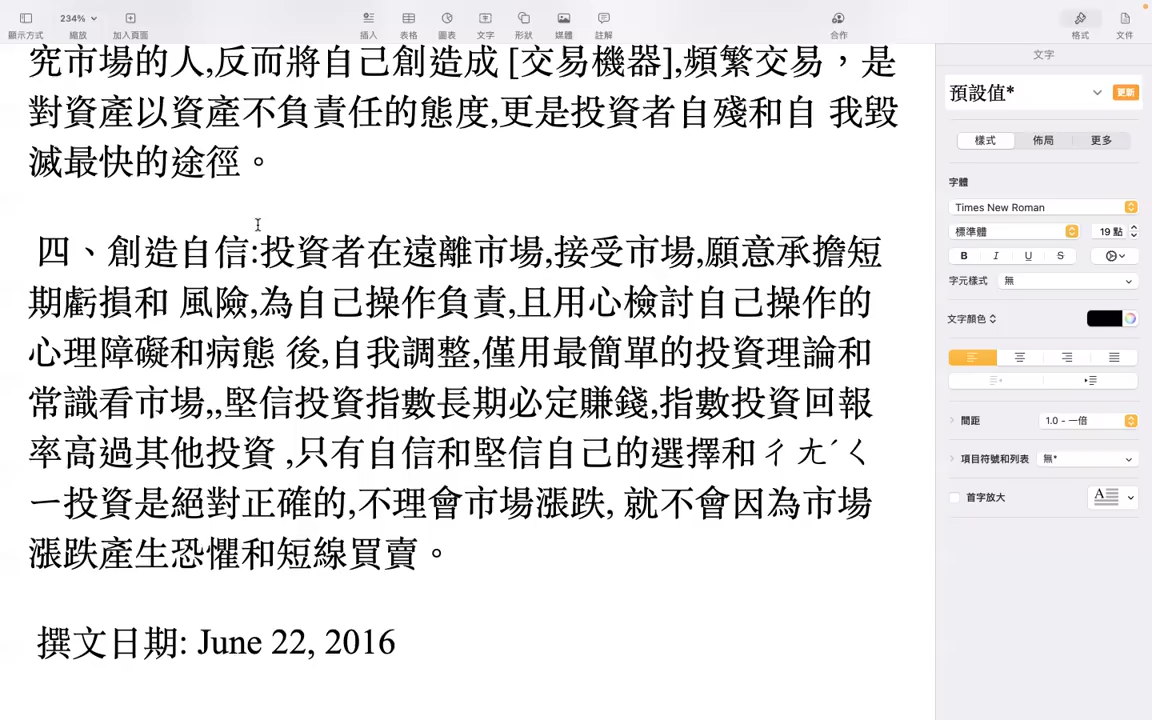 234%
顯示方式
縮放
加入頁面
插入
表格
圖表
文字
形狀
媒體
註解
合作
格式
文件
究市場的人,反而將自己創造成 [交易機器],頻繁交易，是
對資產以資產不負責任的態度,更是投資者自殘和自 我毀
滅最快的途徑。
四、創造自信:投資者在遠離市場,接受市場,願意承擔短
期虧損和 風險,為自己操作負責,且用心檢討自己操作的
心理障礙和病態 後,自我調整,僅用最簡單的投資理論和
常識看市場,,堅信投資指數長期必定賺錢,指數投資回報
率高過其他投資 ,只有自信和堅信自己的選擇和ㄔㄤˊㄑ
ㄧ投資是絕對正確的,不理會市場漲跌, 就不會因為市場
漲跌產生恐懼和短線買賣。
撰文日期: June 22, 2016
文字
預設值*
更新
樣式
佈局
更多
字體
Times New Roman
標準體
19 點
B I U S
字元樣式
無
文字顏色
間距
1.0 - 一倍
項目符號和列表
無*
首字放大
A